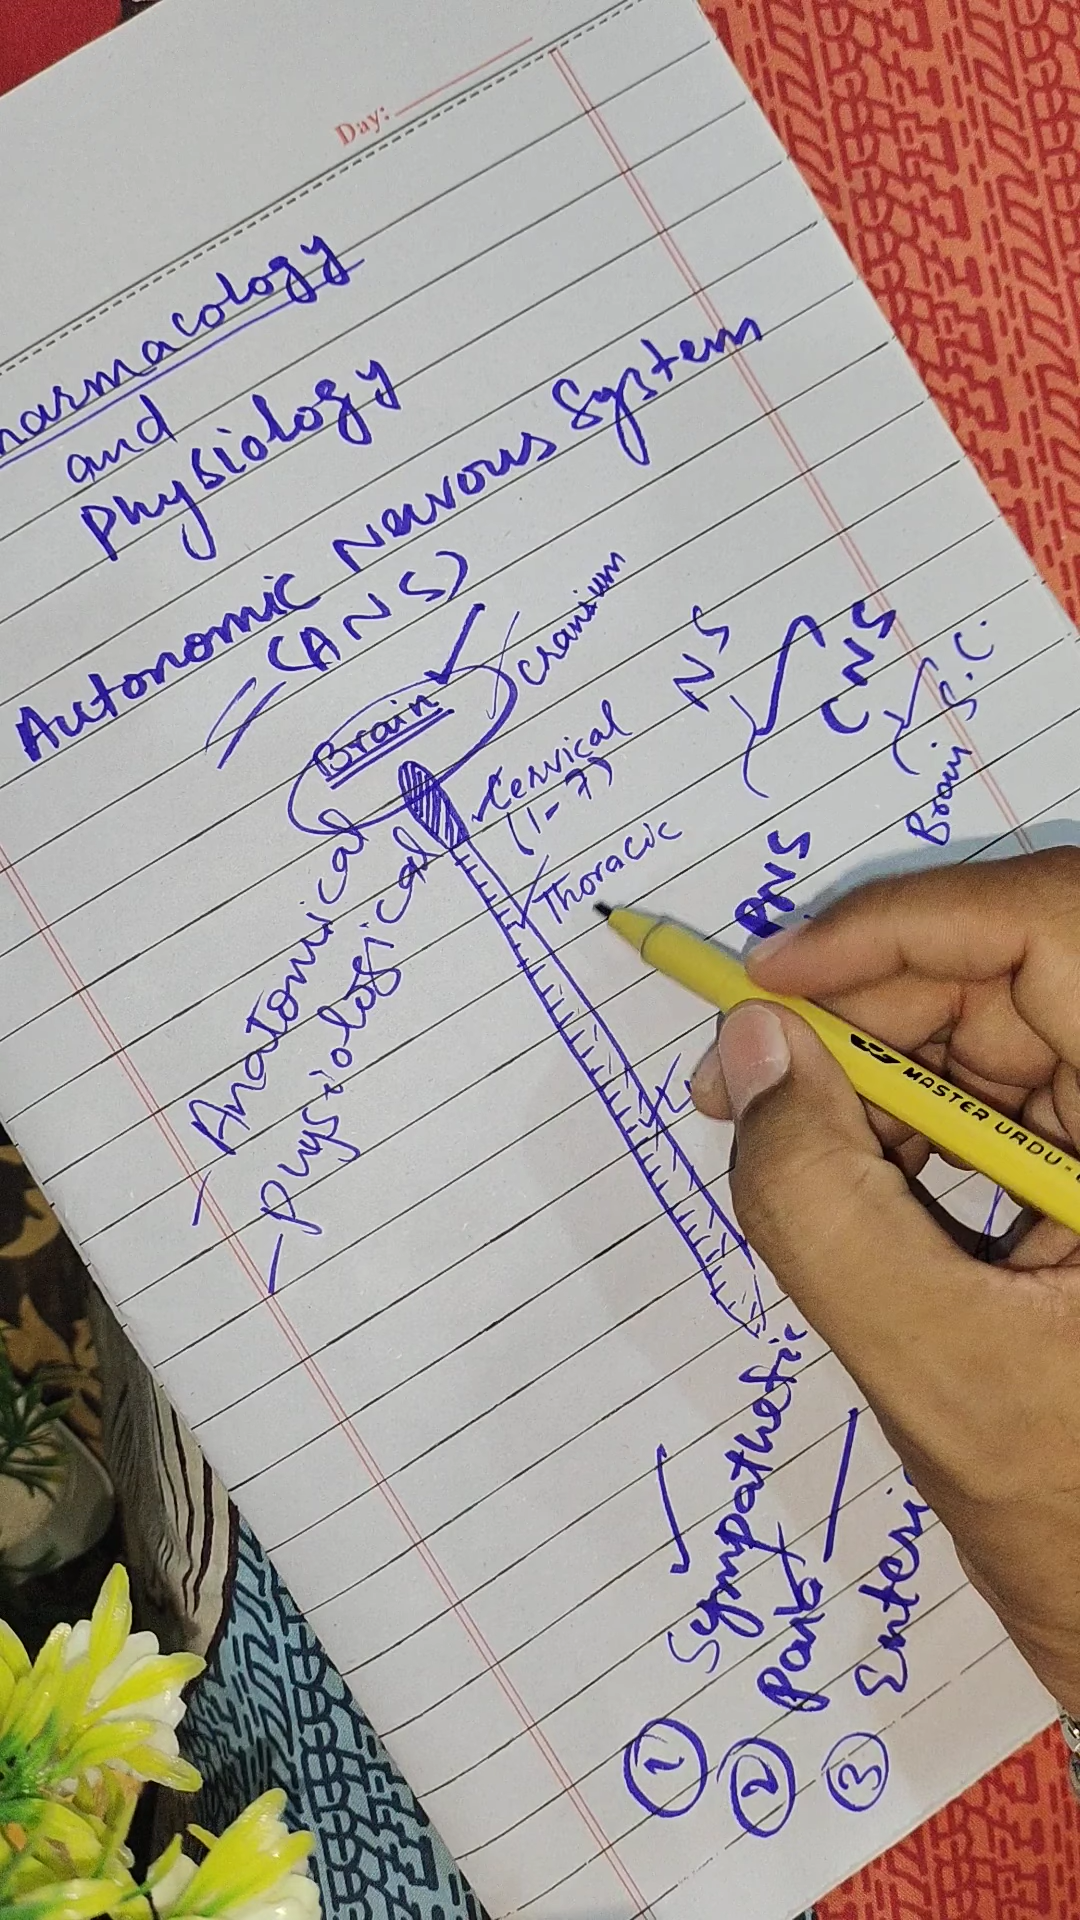 Day:
harmacology
and
Physiology
Autonomic Nervous System
(ANS)
Brain
Cranium
Cervical
(1-7)
Thoracic
NS
CNS
S.C.
Brain
PNS
- Anatomical
- Physiological
MASTER URDU
① Sympathetic
② Para
③ Enteri